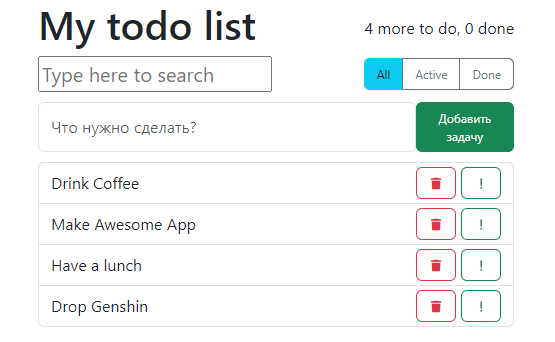 My todo list
4 more to do, 0 done
Type here to search
All
Active
Done
Что нужно сделать?
Добавить
задачу
Drink Coffee
!
Make Awesome App
!
Have a lunch
!
Drop Genshin
!